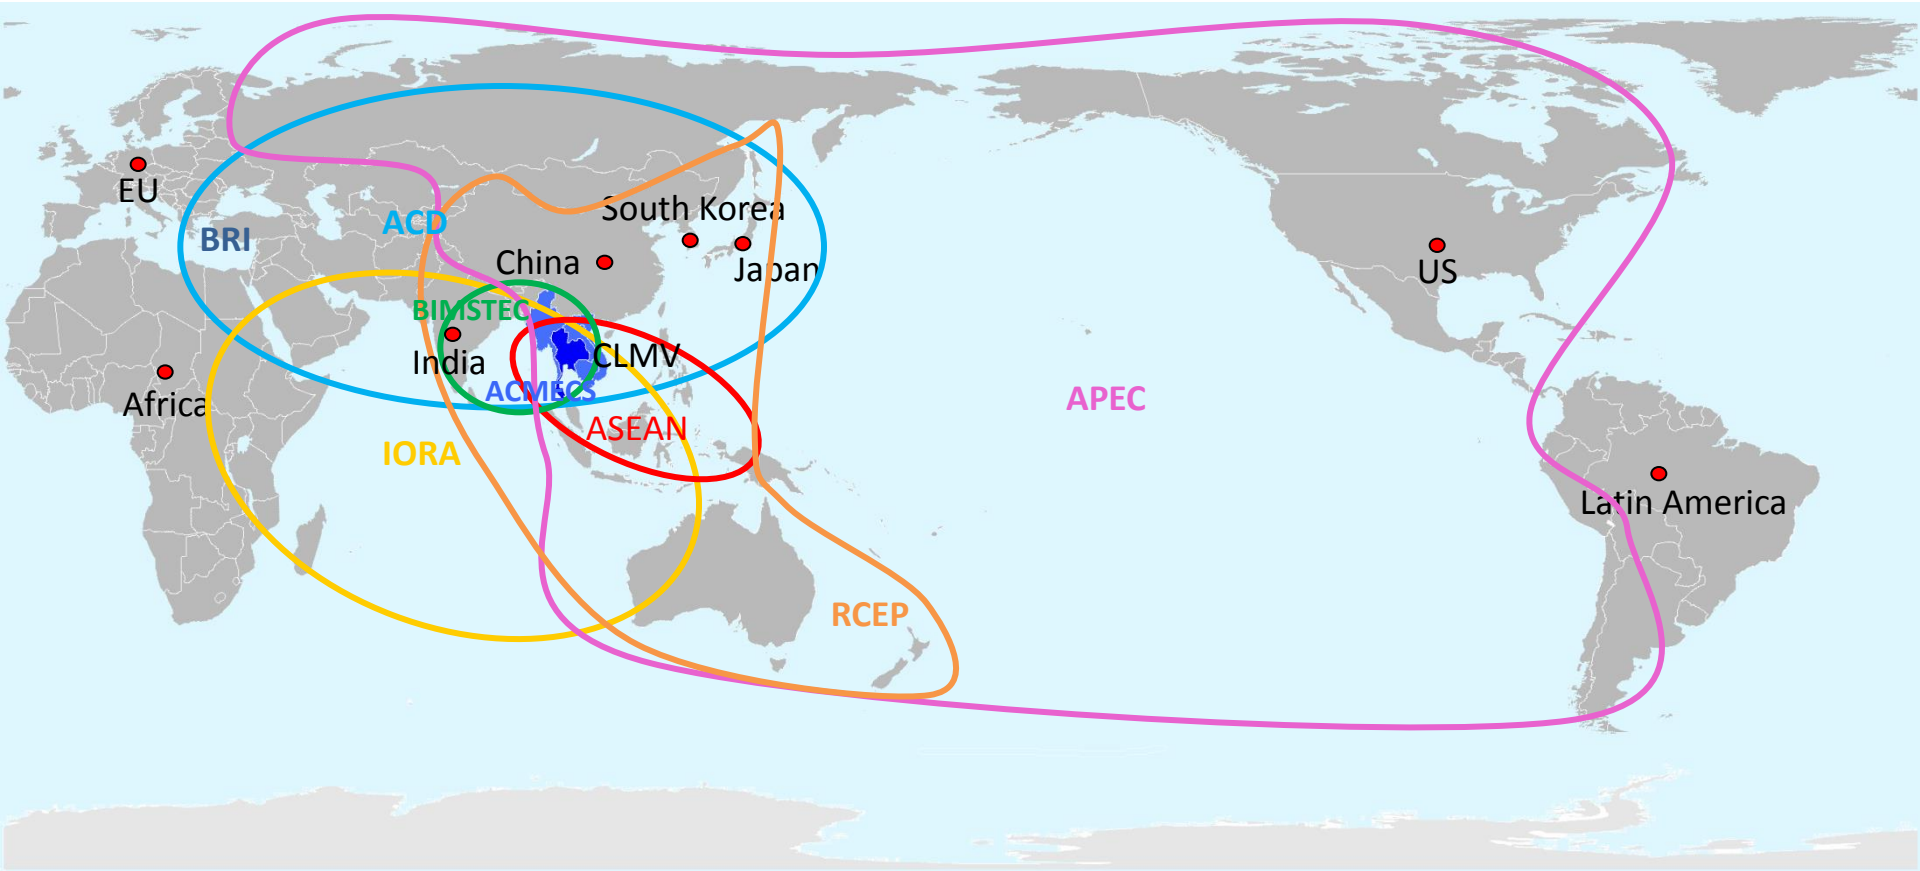 EU
South Korea
ACD
BRI
China
Japan
US
BIMSTEC
India
CLMV
ACMECS
APEC
Africa
ASEAN
IORA
Latin America
RCEP